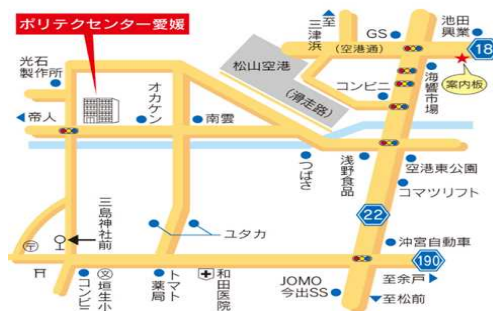 ポリテクセンター愛媛
光石
製作所
帝人
オカケン
南雲
松山空港
(滑走路)
至
三津浜
GS
(空港通)
池田
興業
18
案内板
コンビニ
海響市場
つばさ
浅野食品
空港東公園
コマツリフト
22
三島神社前
ユタカ
沖宮自動車
190
〒
コンビニ
文
垣生小
トマト
薬局
和田医院
JOMO
今出SS
至余戸
至松前